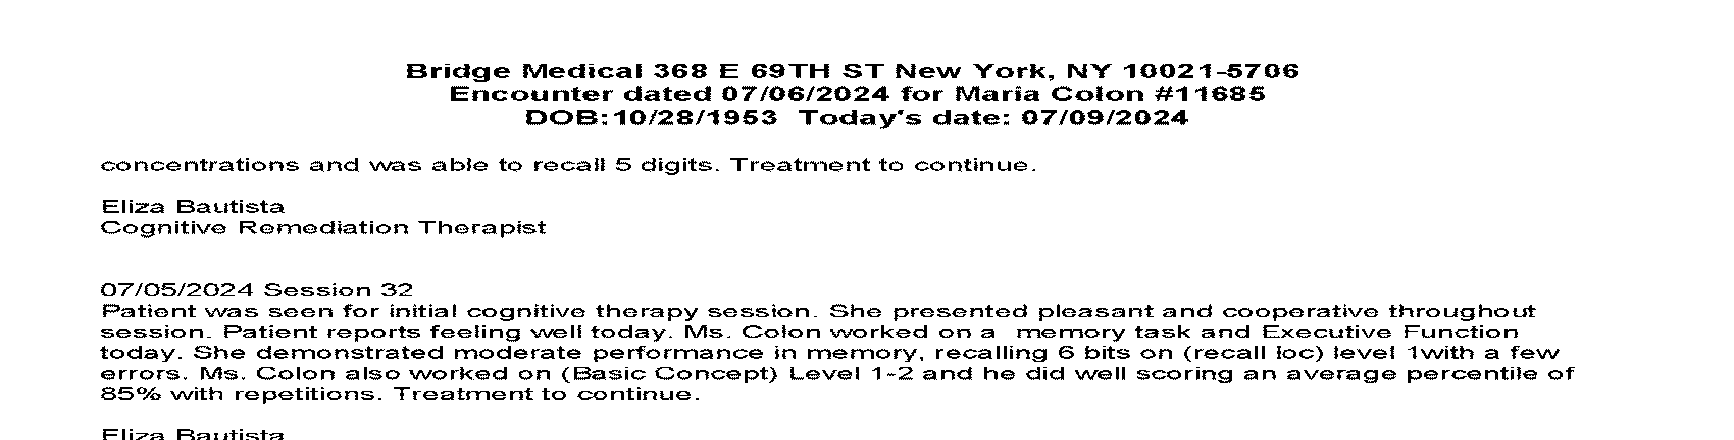 Bridge Medical 368 E 69TH ST New York, NY 10021-5706
Encounter dated 07/06/2024 for Maria Colon #11685
DOB:10/28/1953  Today's date: 07/09/2024
concentrations and was able to recall 5 digits. Treatment to continue.
Eliza Bautista
Cognitive Remediation Therapist
07/05/2024 Session 32
Patient was seen for initial cognitive therapy session. She presented pleasant and cooperative throughout
session. Patient reports feeling well today. Ms. Colon worked on a  memory task and Executive Function
today. She demonstrated moderate performance in memory, recalling 6 bits on (recall loc) level 1with a few
errors. Ms. Colon also worked on (Basic Concept) Level 1-2 and he did well scoring an average percentile of
85% with repetitions. Treatment to continue.
Eliza Bautista